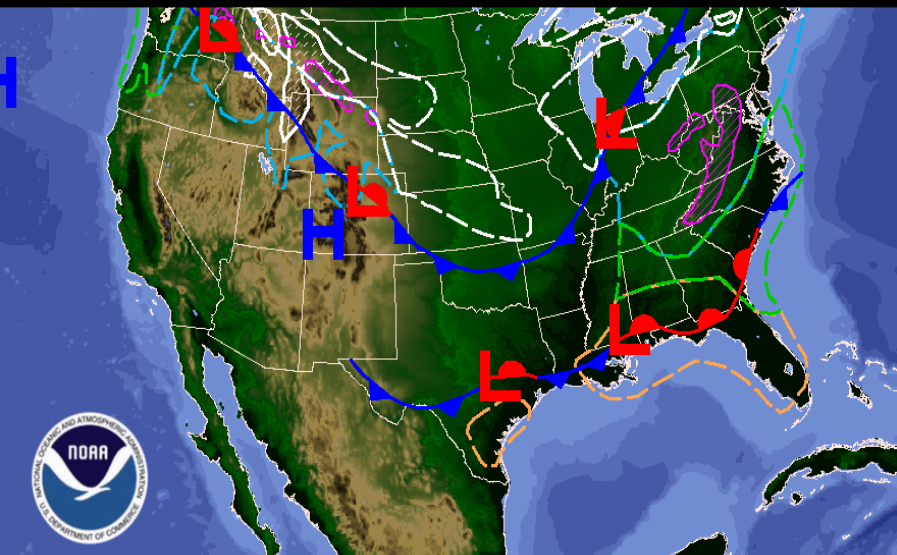 L
H
L
L
H
L
L
NOAA
NATIONAL OCEANIC AND ATMOSPHERIC ADMINISTRATION
U.S. DEPARTMENT OF COMMERCE